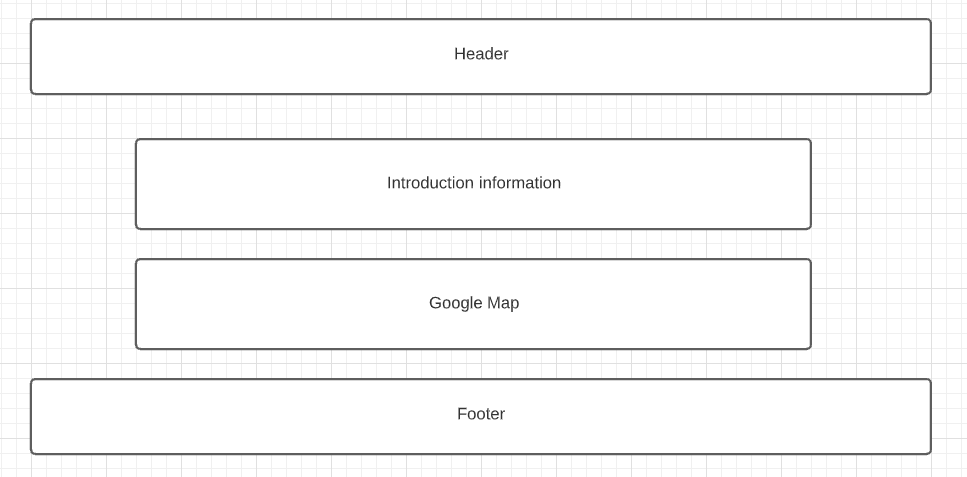 Header
Introduction information
Google Map
Footer